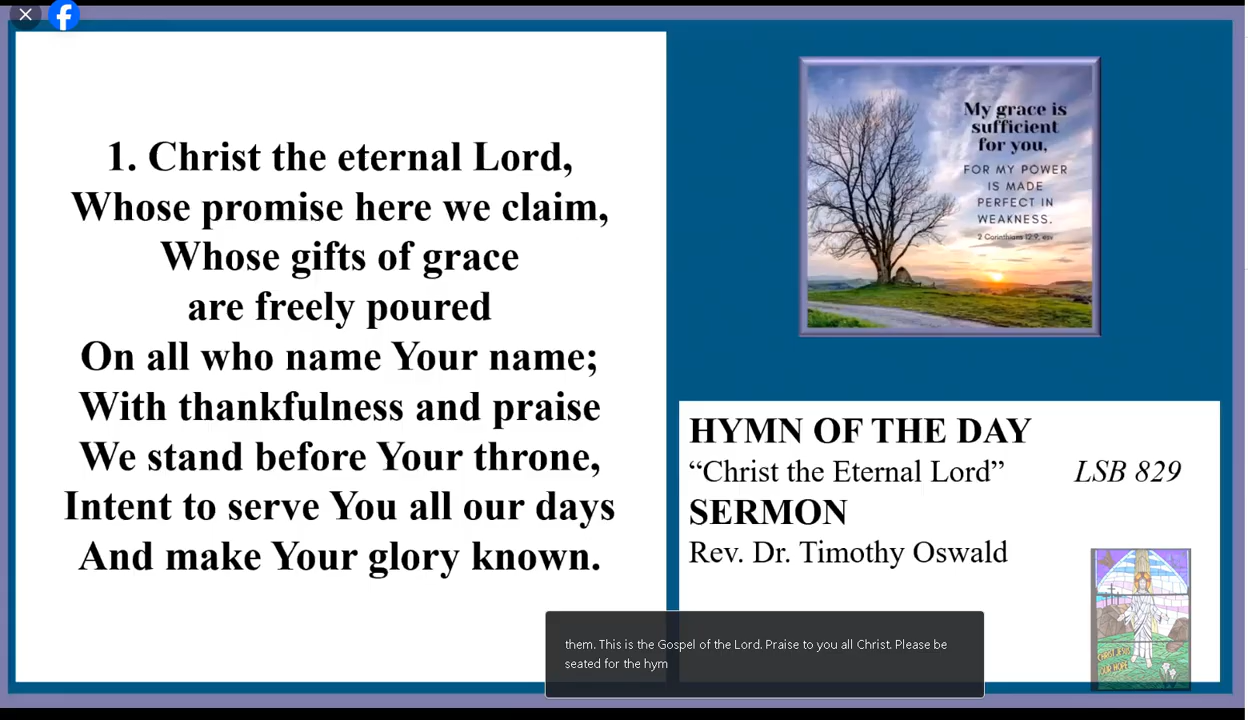 1. Christ the eternal Lord,
Whose promise here we claim,
Whose gifts of grace
are freely poured
On all who name Your name;
With thankfulness and praise
We stand before Your throne,
Intent to serve You all our days
And make Your glory known.
My grace is
sufficient
for you,
FOR MY POWER
IS MADE
PERFECT IN
WEAKNESS.
2 Corinthians 12:9, esv
HYMN OF THE DAY
“Christ the Eternal Lord” LSB 829
SERMON
Rev. Dr. Timothy Oswald
CHRIST JESUS
OUR HOPE
them. This is the Gospel of the Lord. Praise to you all Christ. Please be
seated for the hym